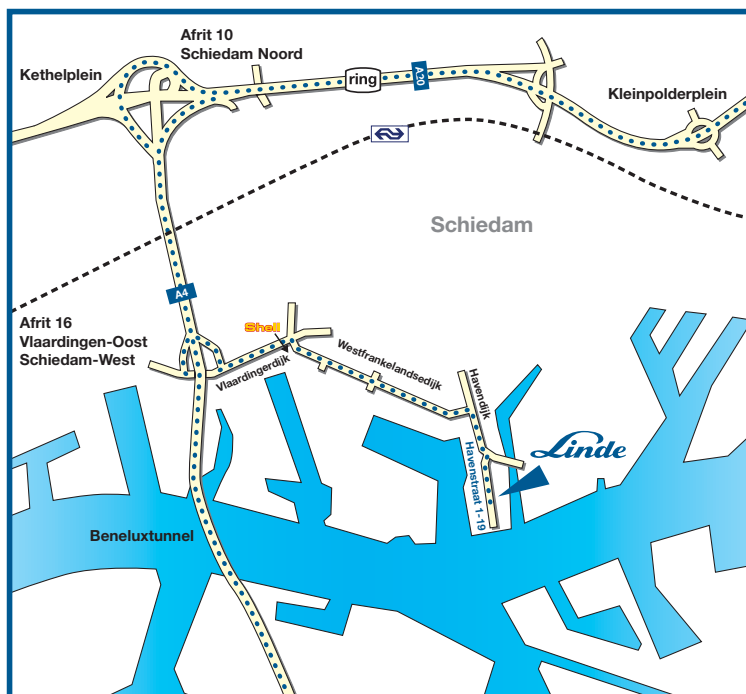 Afrit 10
Schiedam Noord
Kethelplein
ring
A20
Kleinpolderplein
Schiedam
A4
Afrit 16
Vlaardingen-Oost
Schiedam-West
Shell
Vlaardingerdijk
Westfrankelandsedijk
Havendijk
Linde
Havenstraat 1-19
Beneluxtunnel